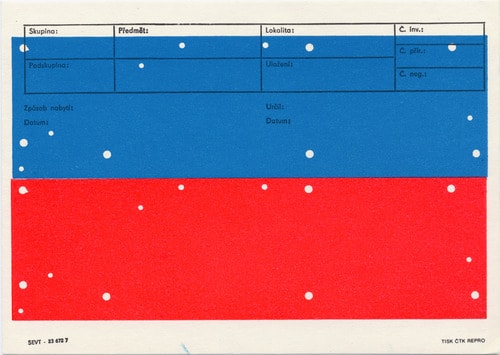 Skupina: Předmět: Lokalita: Č. inv.:
Č. přír.:
Podskupina: Uložení:
Č. neg.:
Způsob nabytí: Určil:
Datum: Datum:
SEVT - 83 672 7 TISK ČTK REPRO